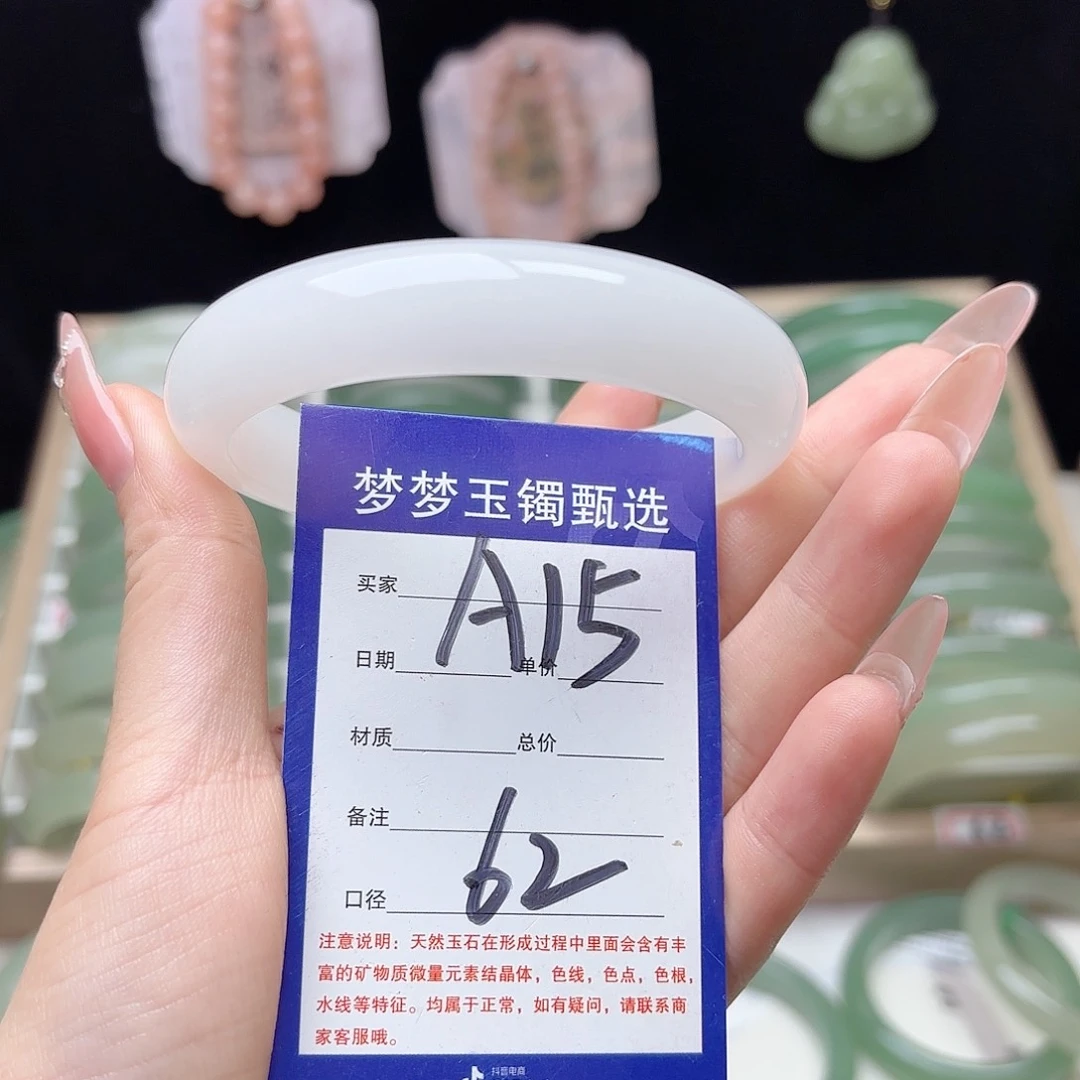 梦梦玉镯甄选
买家
A15
日期 单价
材质 总价
备注
62
口径
注意说明：天然玉石在形成过程中里面会含有丰
富的矿物质微量元素结晶体，色线，色点，色根，
水线等特征。均属于正常，如有疑问，请联系商
家客服哦。
抖音电商